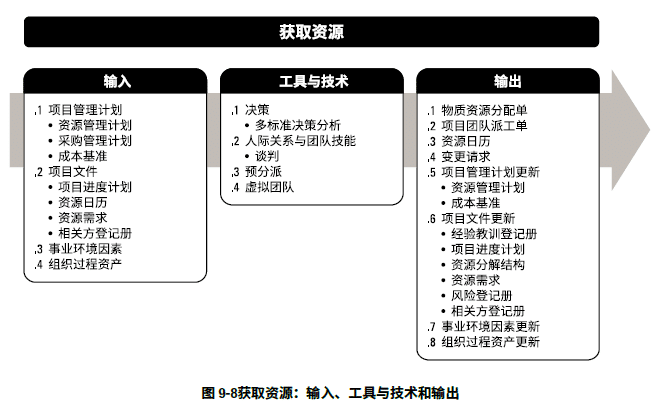 获取资源
输入
.1 项目管理计划
• 资源管理计划
• 采购管理计划
• 成本基准
.2 项目文件
• 项目进度计划
• 资源日历
• 资源需求
• 相关方登记册
.3 事业环境因素
.4 组织过程资产
工具与技术
.1 决策
• 多标准决策分析
.2 人际关系与团队技能
• 谈判
.3 预分派
.4 虚拟团队
输出
.1 物质资源分配单
.2 项目团队派工单
.3 资源日历
.4 变更请求
.5 项目管理计划更新
• 资源管理计划
• 成本基准
.6 项目文件更新
• 经验教训登记册
• 项目进度计划
• 资源分解结构
• 资源需求
• 风险登记册
• 相关方登记册
.7 事业环境因素更新
.8 组织过程资产更新
图 9-8获取资源：输入、工具与技术和输出